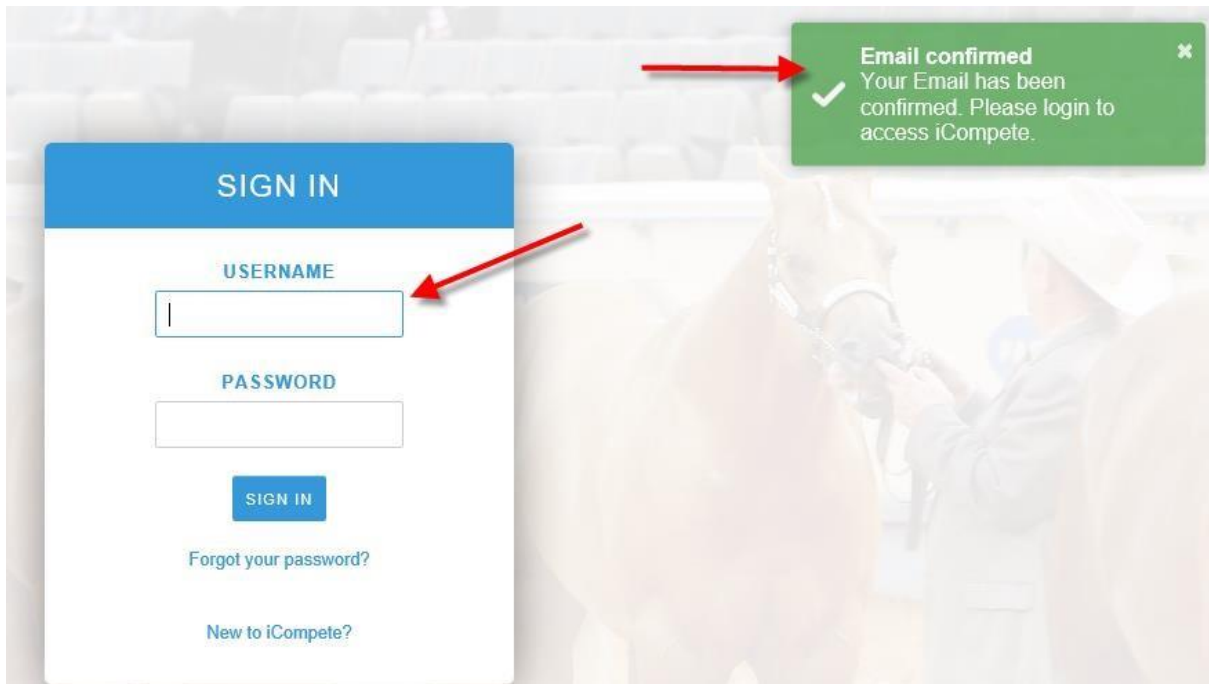 Email confirmed
Your Email has been
confirmed. Please login to
access iCompete.
SIGN IN
USERNAME
PASSWORD
SIGN IN
Forgot your password?
New to iCompete?